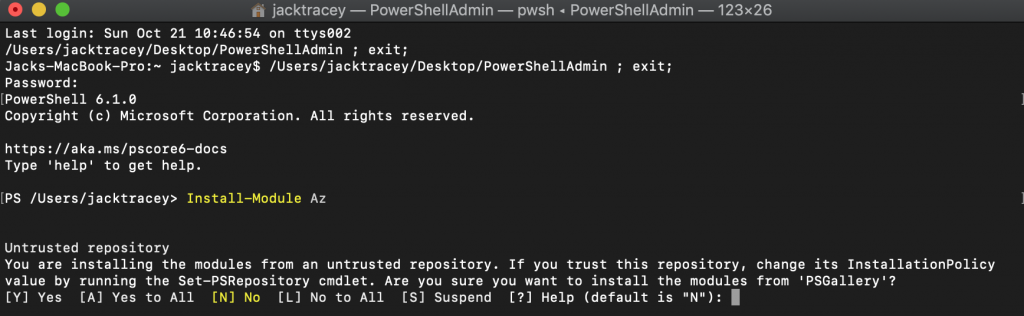 jacktracey — PowerShellAdmin — pwsh ◂ PowerShellAdmin — 123×26
Last login: Sun Oct 21 10:46:54 on ttys002
/Users/jacktracey/Desktop/PowerShellAdmin ; exit;
Jacks-MacBook-Pro:~ jacktracey$ /Users/jacktracey/Desktop/PowerShellAdmin ; exit;
Password:
[PowerShell 6.1.0 ]
Copyright (c) Microsoft Corporation. All rights reserved.
https://aka.ms/pscore6-docs
Type 'help' to get help.
[PS /Users/jacktracey> Install-Module Az ]
Untrusted repository
You are installing the modules from an untrusted repository. If you trust this repository, change its InstallationPolicy
value by running the Set-PSRepository cmdlet. Are you sure you want to install the modules from 'PSGallery'?
[Y] Yes [A] Yes to All [N] No [L] No to All [S] Suspend [?] Help (default is "N"):